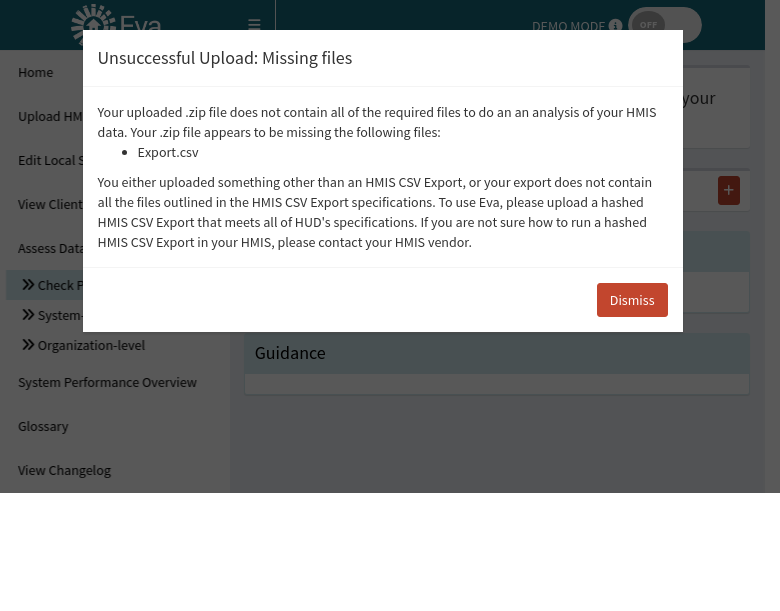 Eva
DEMO MODE
OFF
Unsuccessful Upload: Missing files
Your uploaded .zip file does not contain all of the required files to do an an analysis of your HMIS
data. Your .zip file appears to be missing the following files:
Export.csv
You either uploaded something other than an HMIS CSV Export, or your export does not contain
all the files outlined in the HMIS CSV Export specifications. To use Eva, please upload a hashed
HMIS CSV Export that meets all of HUD's specifications. If you are not sure how to run a hashed
HMIS CSV Export in your HMIS, please contact your HMIS vendor.
Dismiss
Home
Upload HM
Edit Local S
View Client
Assess Data
Check P
System-
Organization-level
System Performance Overview
Glossary
View Changelog
your
+
Guidance